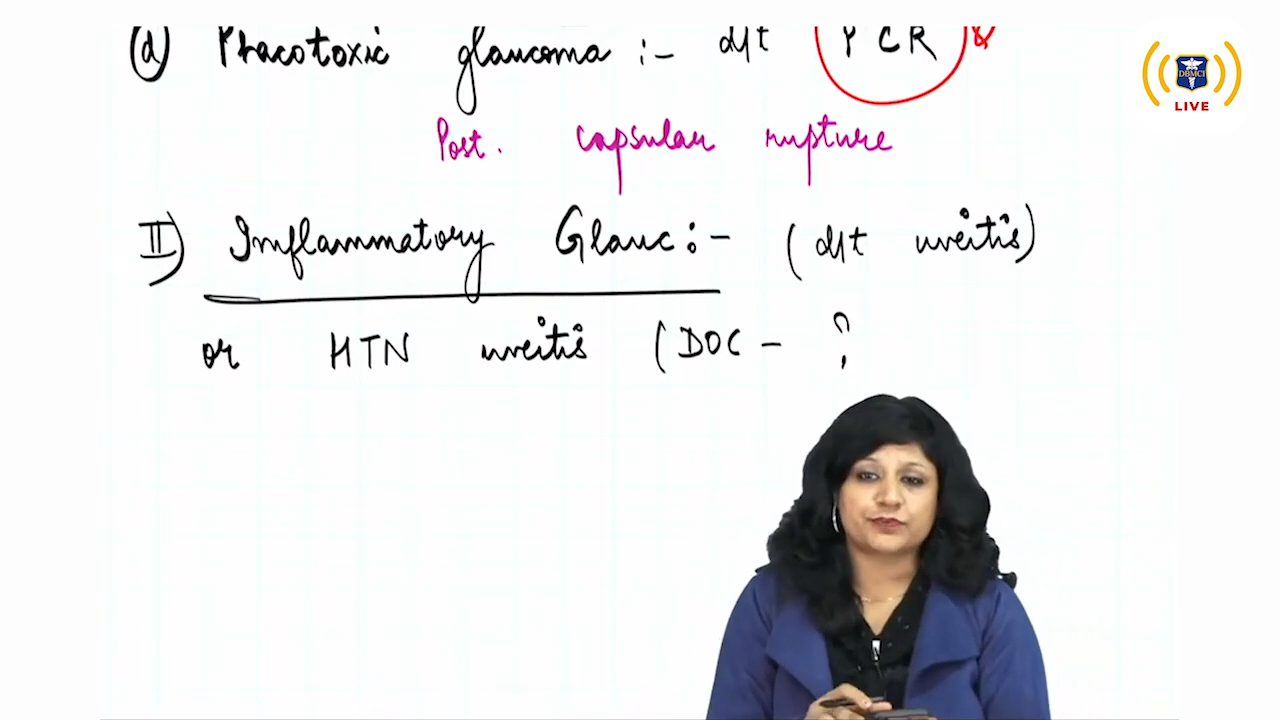 (d) Phacotoxic glaucoma :- d/t PCR *
Post. capsular rupture
II) Inflammatory Glauc :- (d/t uveitis)
or HTN uveitis (DOC - ?
DBMCI
LIVE